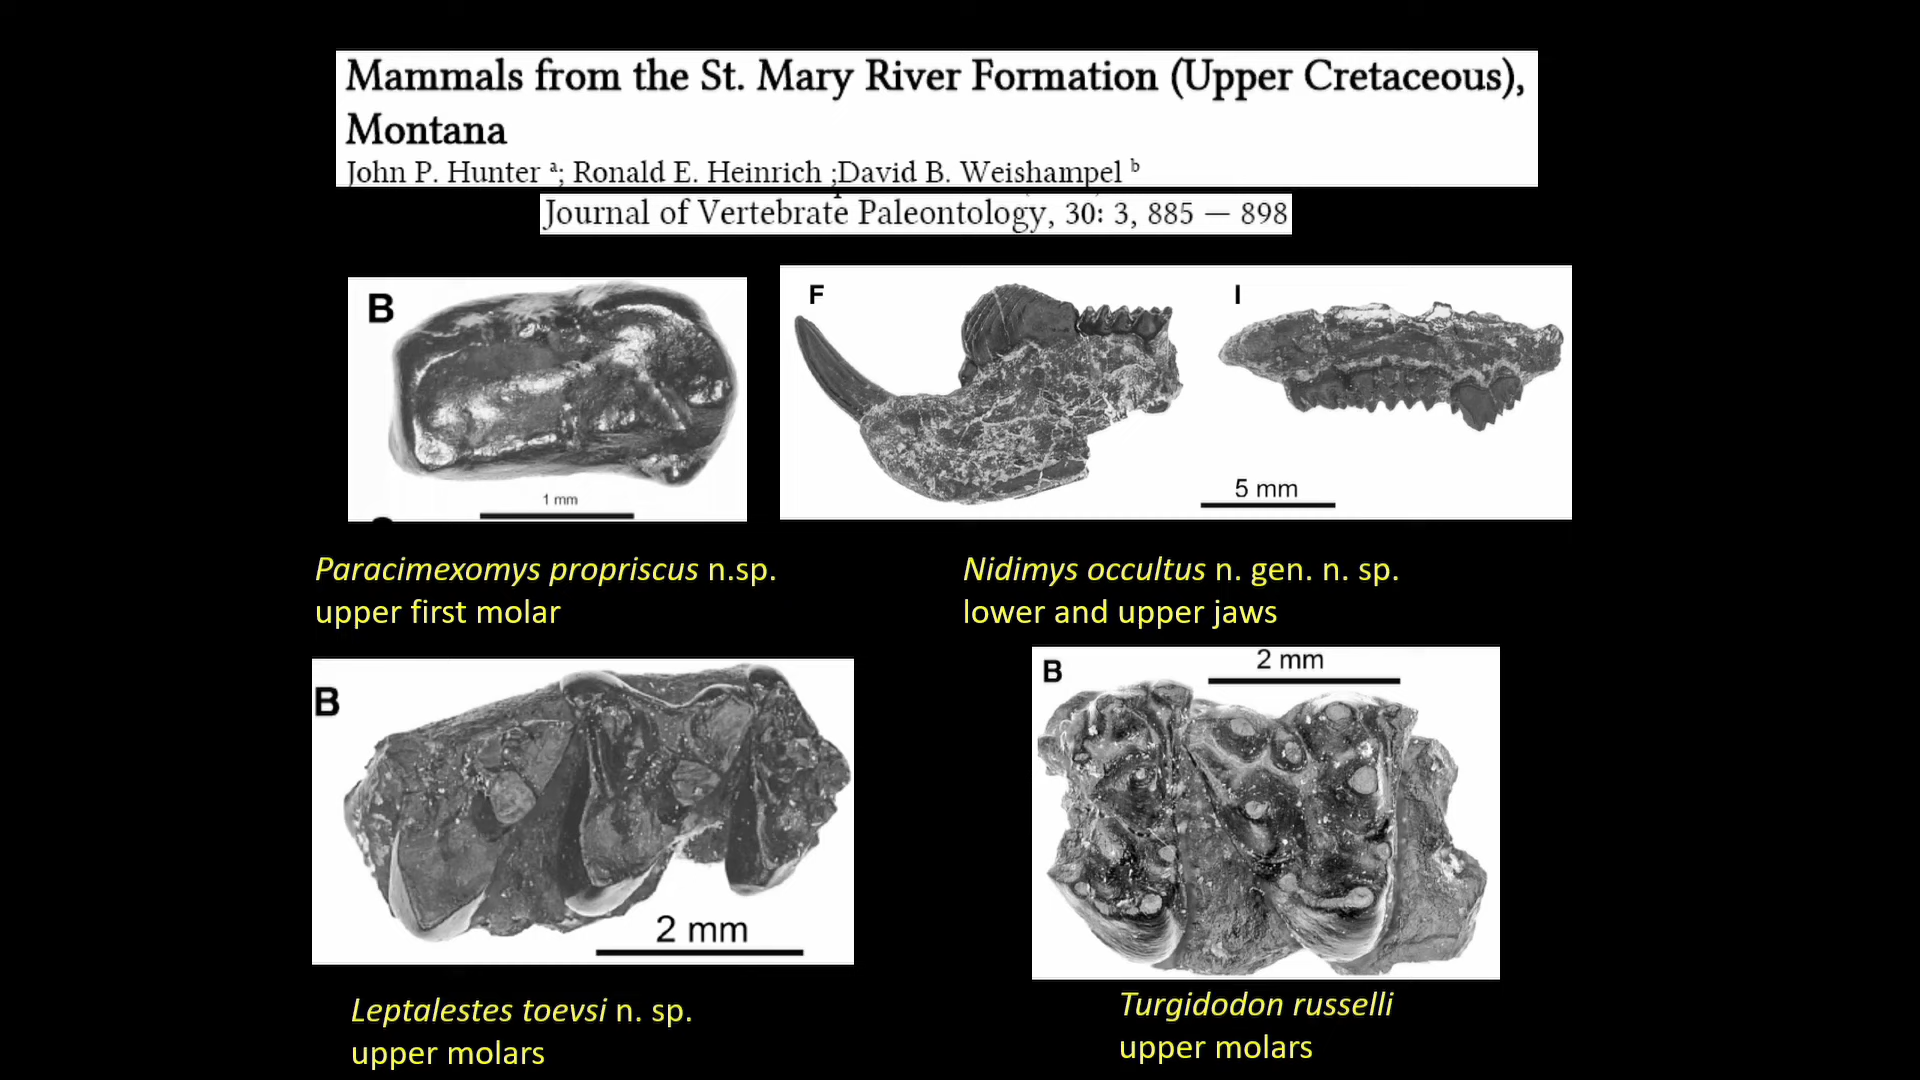 Mammals from the St. Mary River Formation (Upper Cretaceous),
Montana
John P. Hunter ª; Ronald E. Heinrich ;David B. Weishampel ᵇ
Journal of Vertebrate Paleontology, 30: 3, 885 — 898
B
1 mm
F
I
5 mm
Paracimexomys propriscus n.sp.
upper first molar
Nidimys occultus n. gen. n. sp.
lower and upper jaws
B
2 mm
B
2 mm
Leptalestes toevsi n. sp.
upper molars
Turgidodon russelli
upper molars